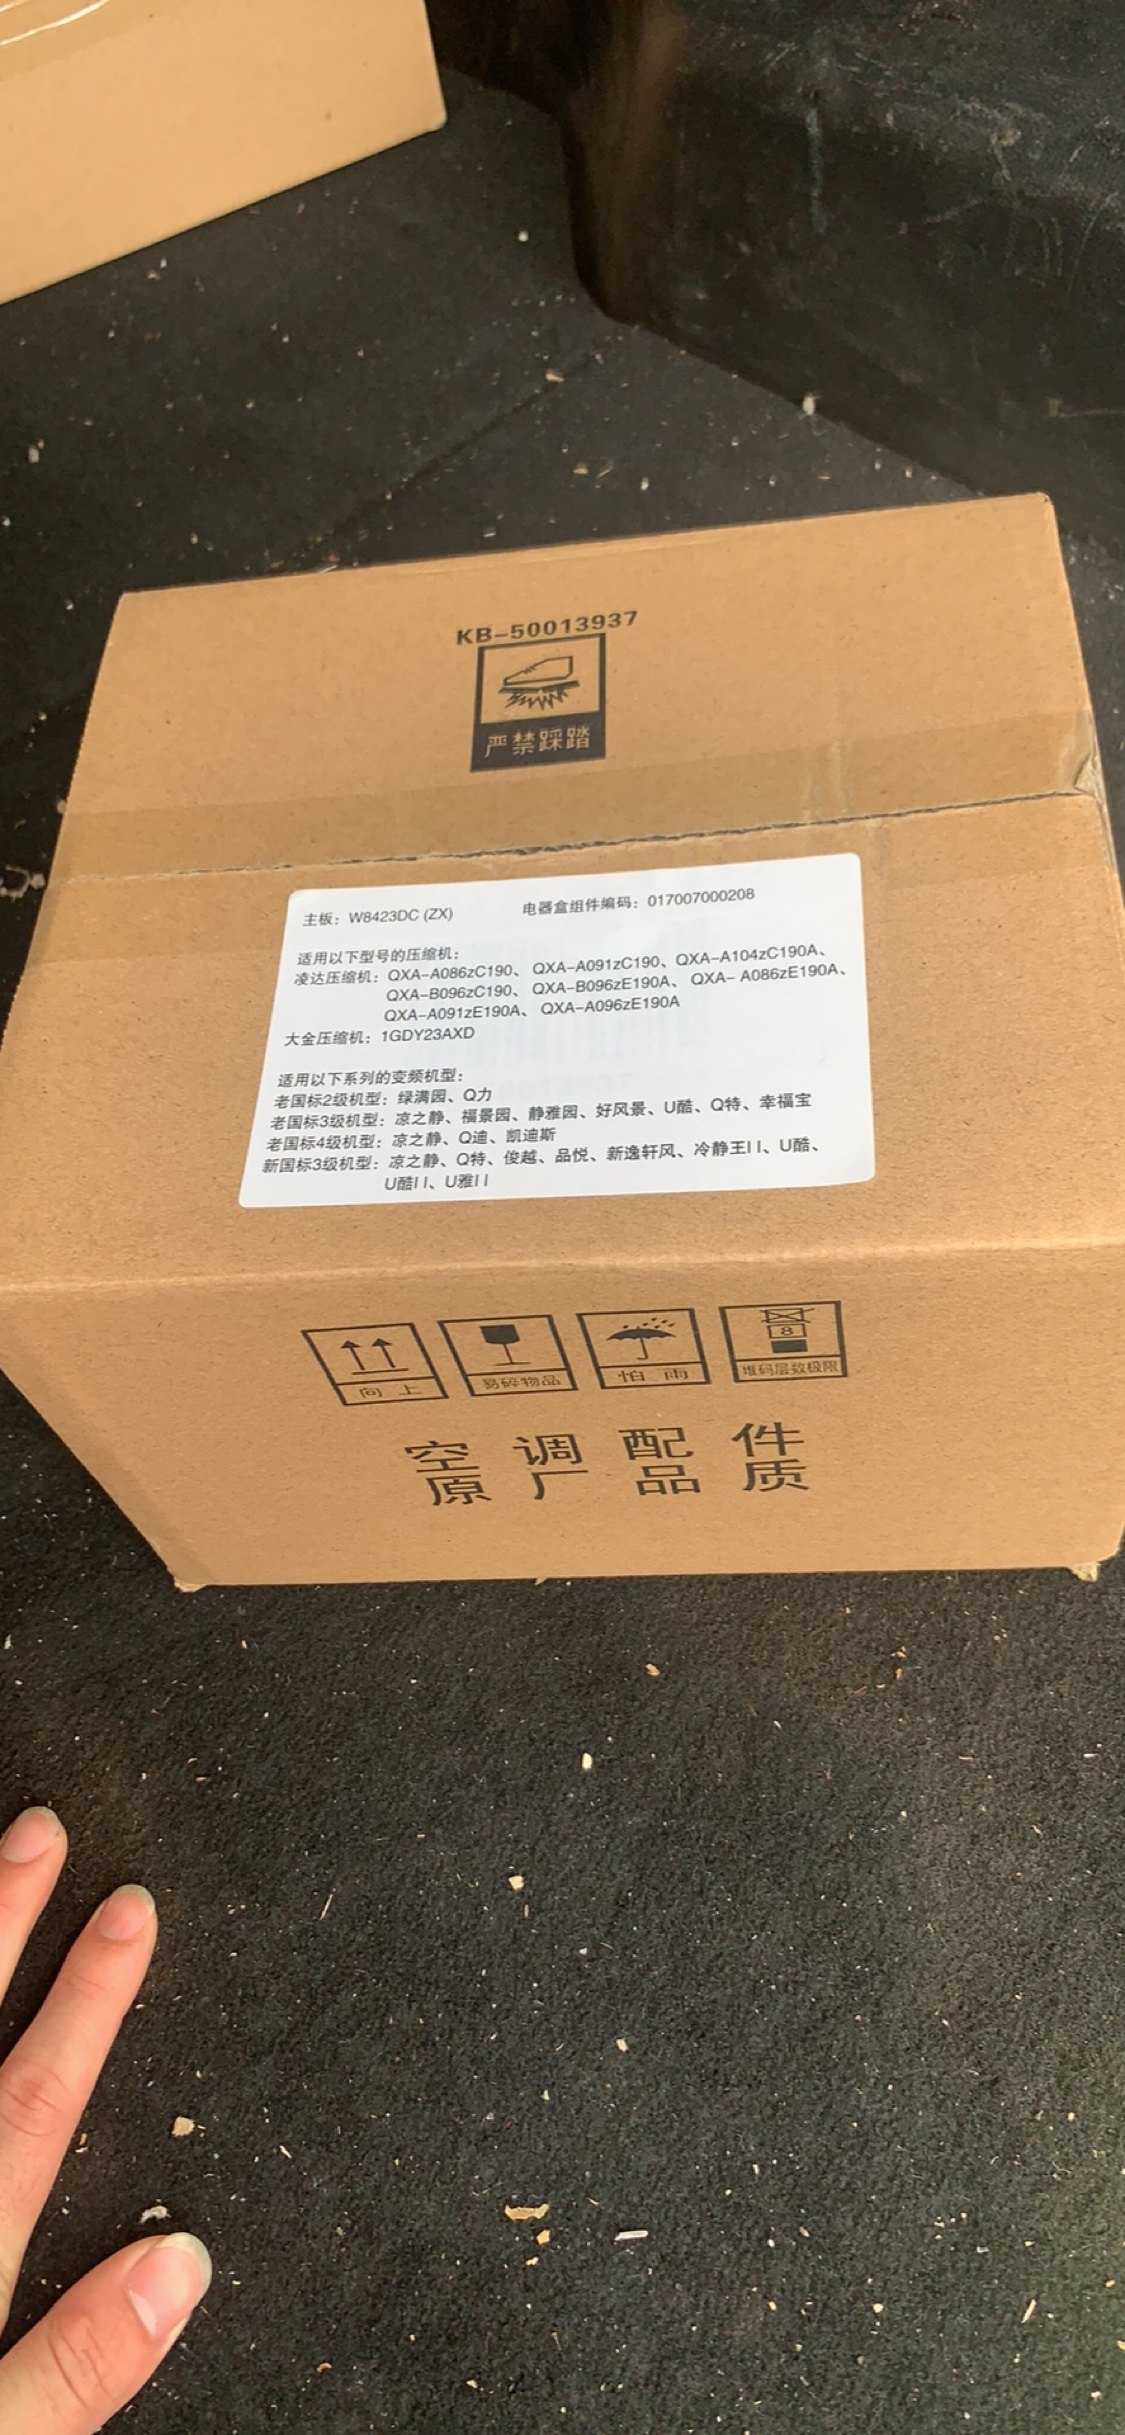 KB-50013937
严禁踩踏
主板：W8423DC (ZX)  电器盒组件编码：017007000208
适用以下型号的压缩机：
凌达压缩机：QXA-A086zC190、QXA-A091zC190、QXA-A104zC190A、
QXA-B096zC190、QXA-B096zE190A、QXA- A086zE190A、
QXA-A091zE190A、QXA-A096zE190A
大金压缩机：1GDY23AXD
适用以下系列的变频机型：
老国标2级机型：绿满园、Q力
老国标3级机型：凉之静、福景园、静雅园、好风景、U酷、Q特、幸福宝
老国标4级机型：凉之静、Q迪、凯迪斯
新国标3级机型：凉之静、Q特、俊越、品悦、新逸轩风、冷静王II、U酷、
U酷II、U雅II
8
向上 易碎物品 怕雨 堆码层数极限
空调配件
原厂品质